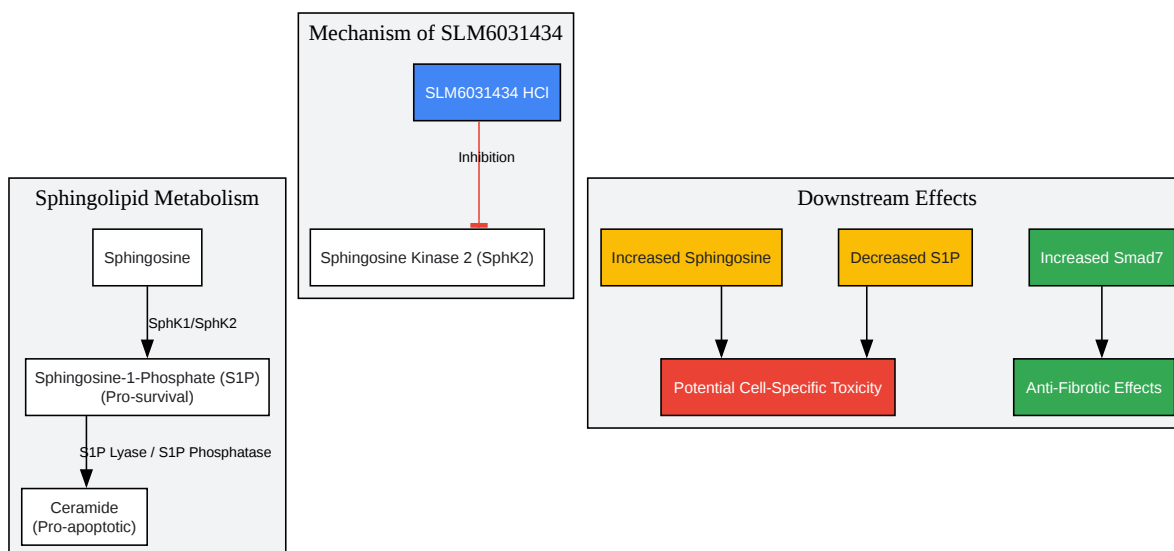 Mechanism of SLM6031434
SLM6031434 HCl
Inhibition
Sphingosine Kinase 2 (SphK2)
Sphingolipid Metabolism
Sphingosine
SphK1/SphK2
Sphingosine-1-Phosphate (S1P)
(Pro-survival)
S1P Lyase / S1P Phosphatase
Ceramide
(Pro-apoptotic)
Downstream Effects
Increased Sphingosine
Decreased S1P
Increased Smad7
Potential Cell-Specific Toxicity
Anti-Fibrotic Effects